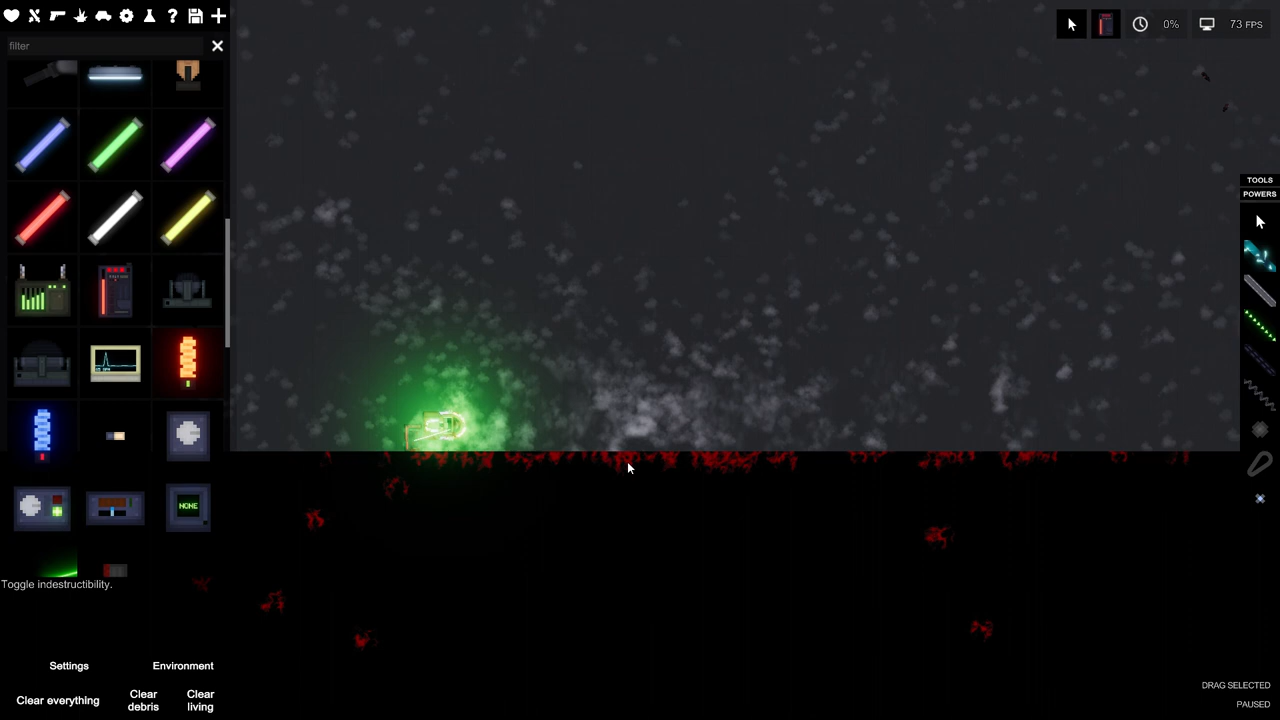 filter
0%
73 FPS
TOOLS
POWERS
NONE
Toggle indestructibility.
Settings
Environment
Clear everything
Clear
debris
Clear
living
DRAG SELECTED
PAUSED